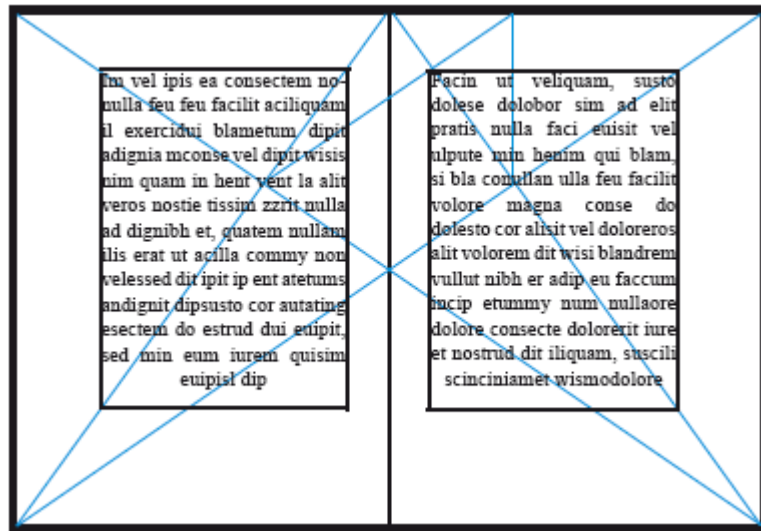 Im vel ipis ea consectem no-
nulla feu feu facilit aciliquam
il exercidui blametum dipit
adignia mconse vel dipit wisis
nim quam in hent vent la alit
veros nostie tissim zzrit nulla
ad dignibh et, quatem nullam
ilis erat ut acilla commy non
velessed dit ipit ip ent atetums
andignit dipsusto cor autating
esectem do estrud dui euipit,
sed min eum iurem quisim
euipisl dip
Facin ut veliquam, susto
dolese dolobor sim ad elit
pratis nulla faci euisit vel
ulpute min henim qui blam,
si bla conullan ulla feu facilit
volore magna conse do
dolesto cor alisit vel doloreros
alit volorem dit wisi blandrem
vullut nibh er adip eu faccum
incip etummy num nullaore
dolore consecte dolorerit iure
et nostrud dit iliquam, suscili
scinciniamet wismodolore